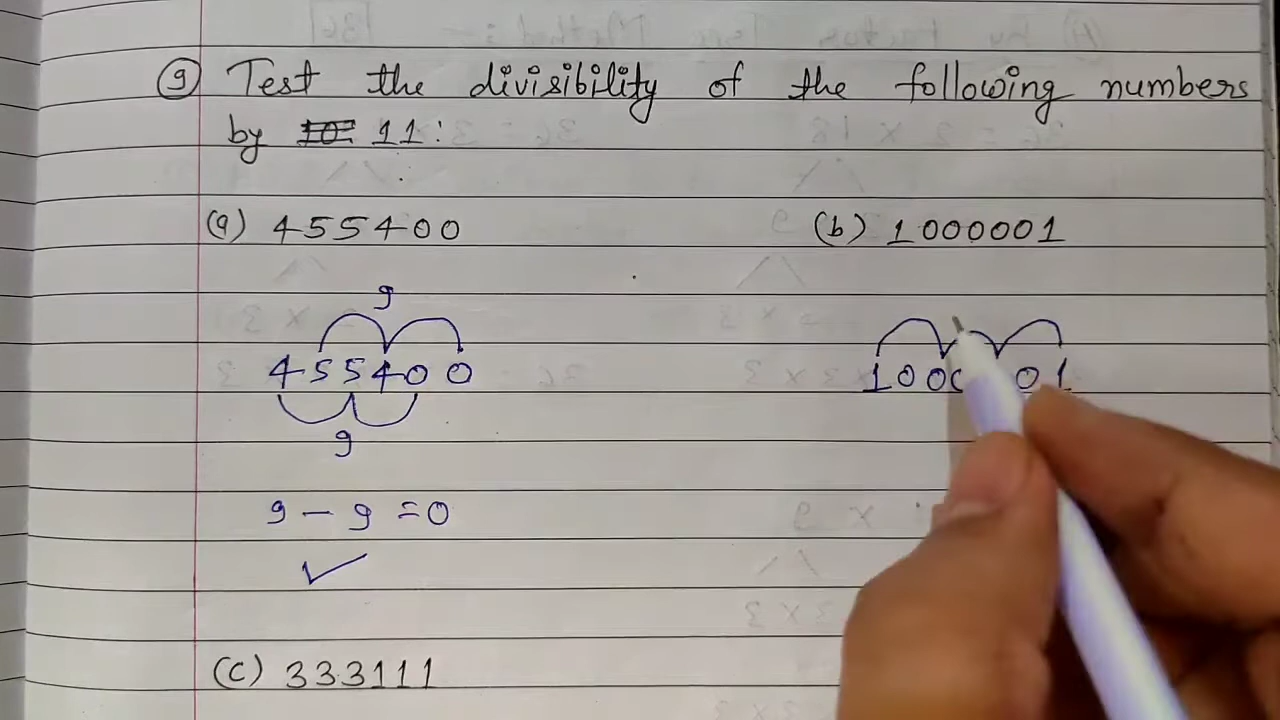 9 Test the divisibility of the following numbers
by 11:
(a) 455400
(b) 1000001
9
455400
9
9 - 9 = 0
✓
1000001
(C) 333111